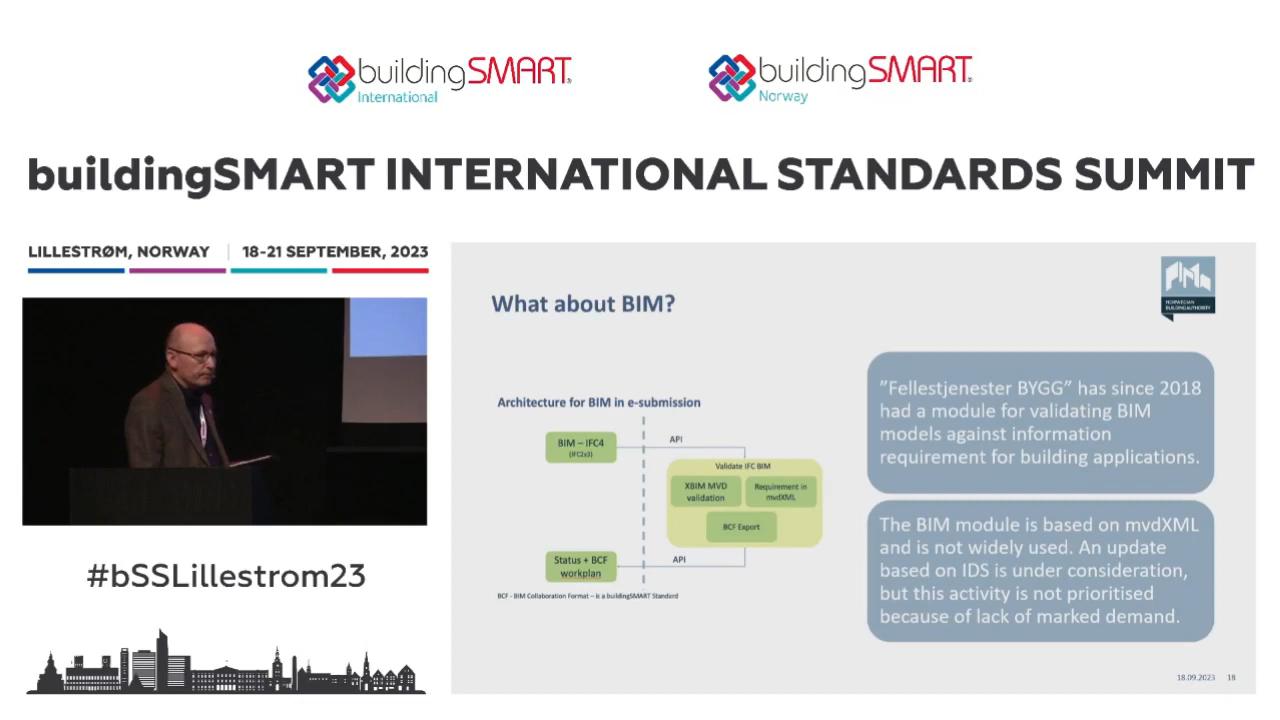 buildingSMART®
International
buildingSMART®
Norway
buildingSMART INTERNATIONAL STANDARDS SUMMIT
LILLESTRØM, NORWAY | 18-21 SEPTEMBER, 2023
#bSSLillestrom23
What about BIM?
NORWEGIAN
BUILDING AUTHORITY
Architecture for BIM in e-submission
BIM – IFC4
(IFC2x3)
API
Validate IFC BIM
XBIM MVD
validation
Requirement in
mvdXML
BCF Export
Status + BCF
workplan
API
BCF - BIM Collaboration Format – is a buildingSMART Standard
”Fellestjenester BYGG” has since 2018
had a module for validating BIM
models against information
requirement for building applications.
The BIM module is based on mvdXML
and is not widely used. An update
based on IDS is under consideration,
but this activity is not prioritised
because of lack of marked demand.
18.09.2023 18